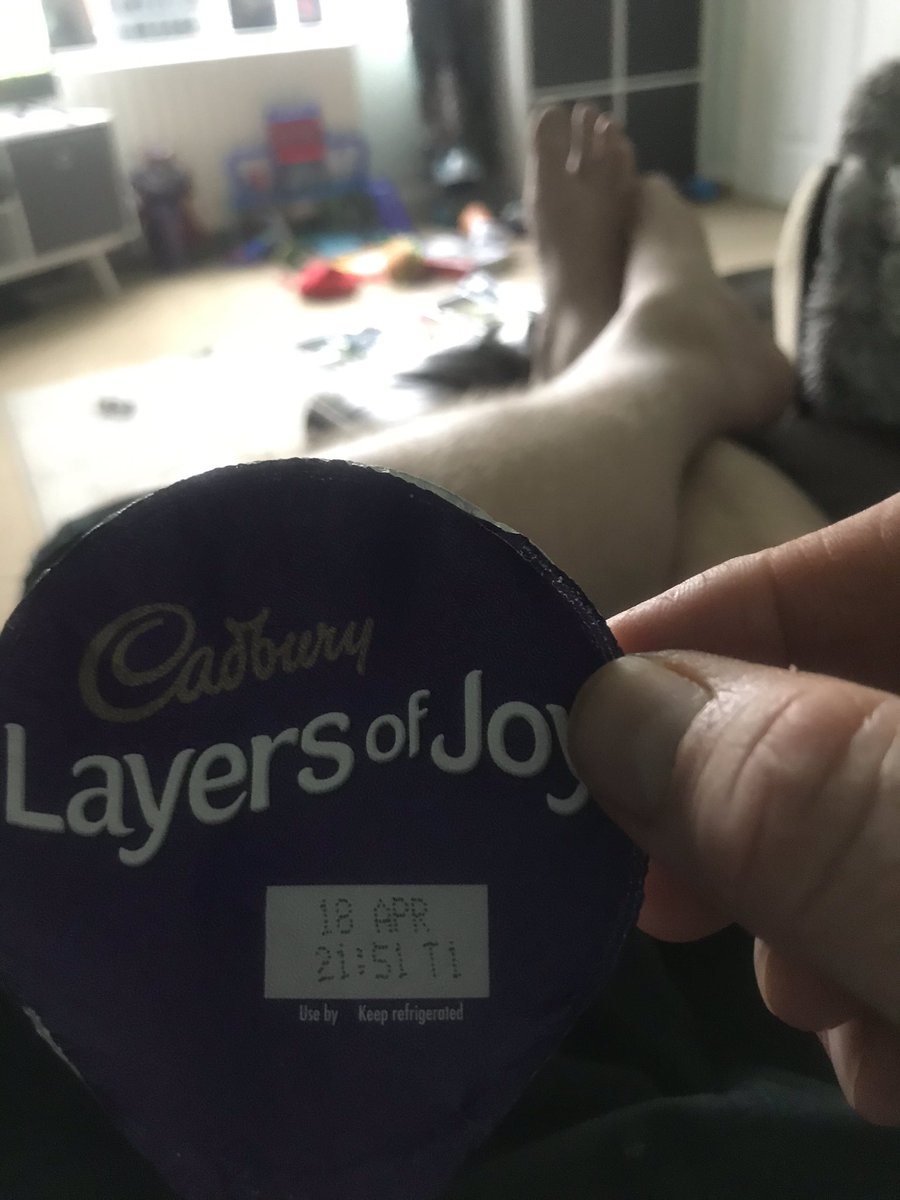 Cadbury
Layers of Joy
18 APR
21:51 T1
Use by Keep refrigerated